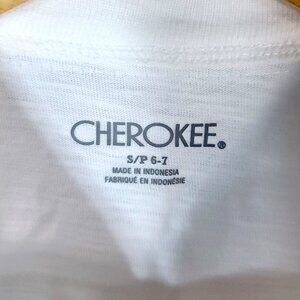 CHEROKEE®
S/P 6-7
MADE IN INDONESIA
FABRIQUÉ EN INDONÉSIE